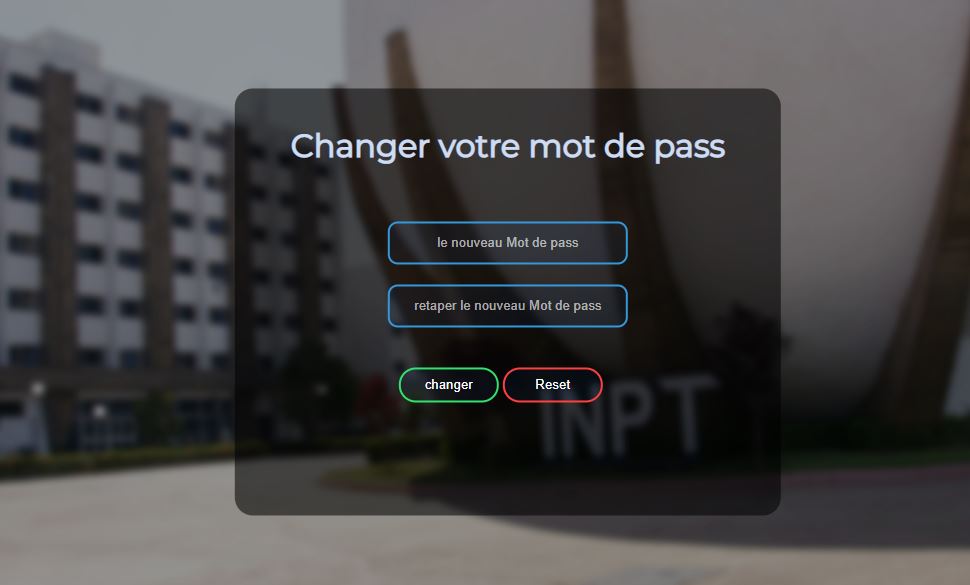 Changer votre mot de pass
le nouveau Mot de pass
retaper le nouveau Mot de pass
changer Reset
INPT